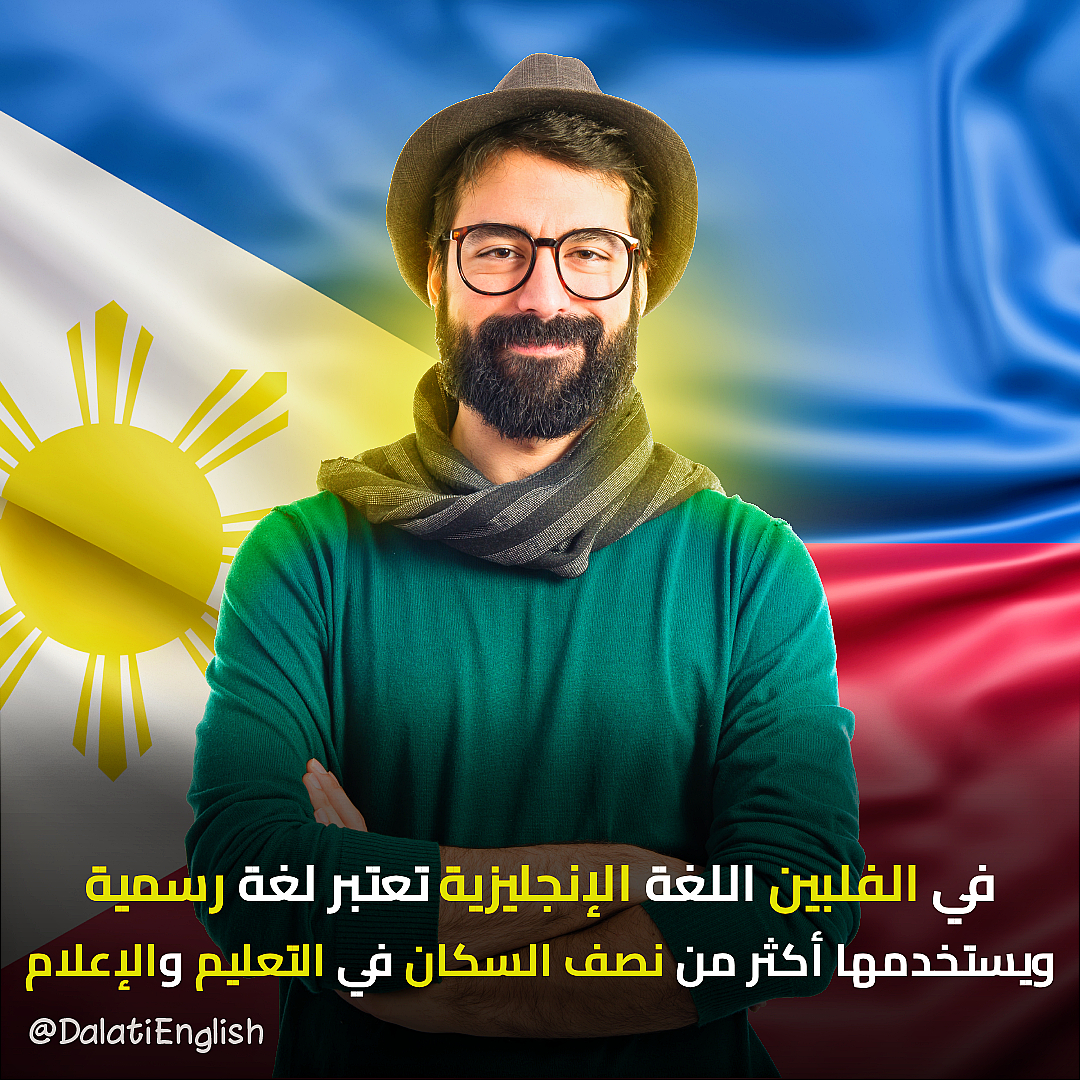 في الفلبين اللغة الإنجليزية تعتبر لغة رسمية
ويستخدمها أكثر من نصف السكان في التعليم والإعلام
@DalatiEnglish